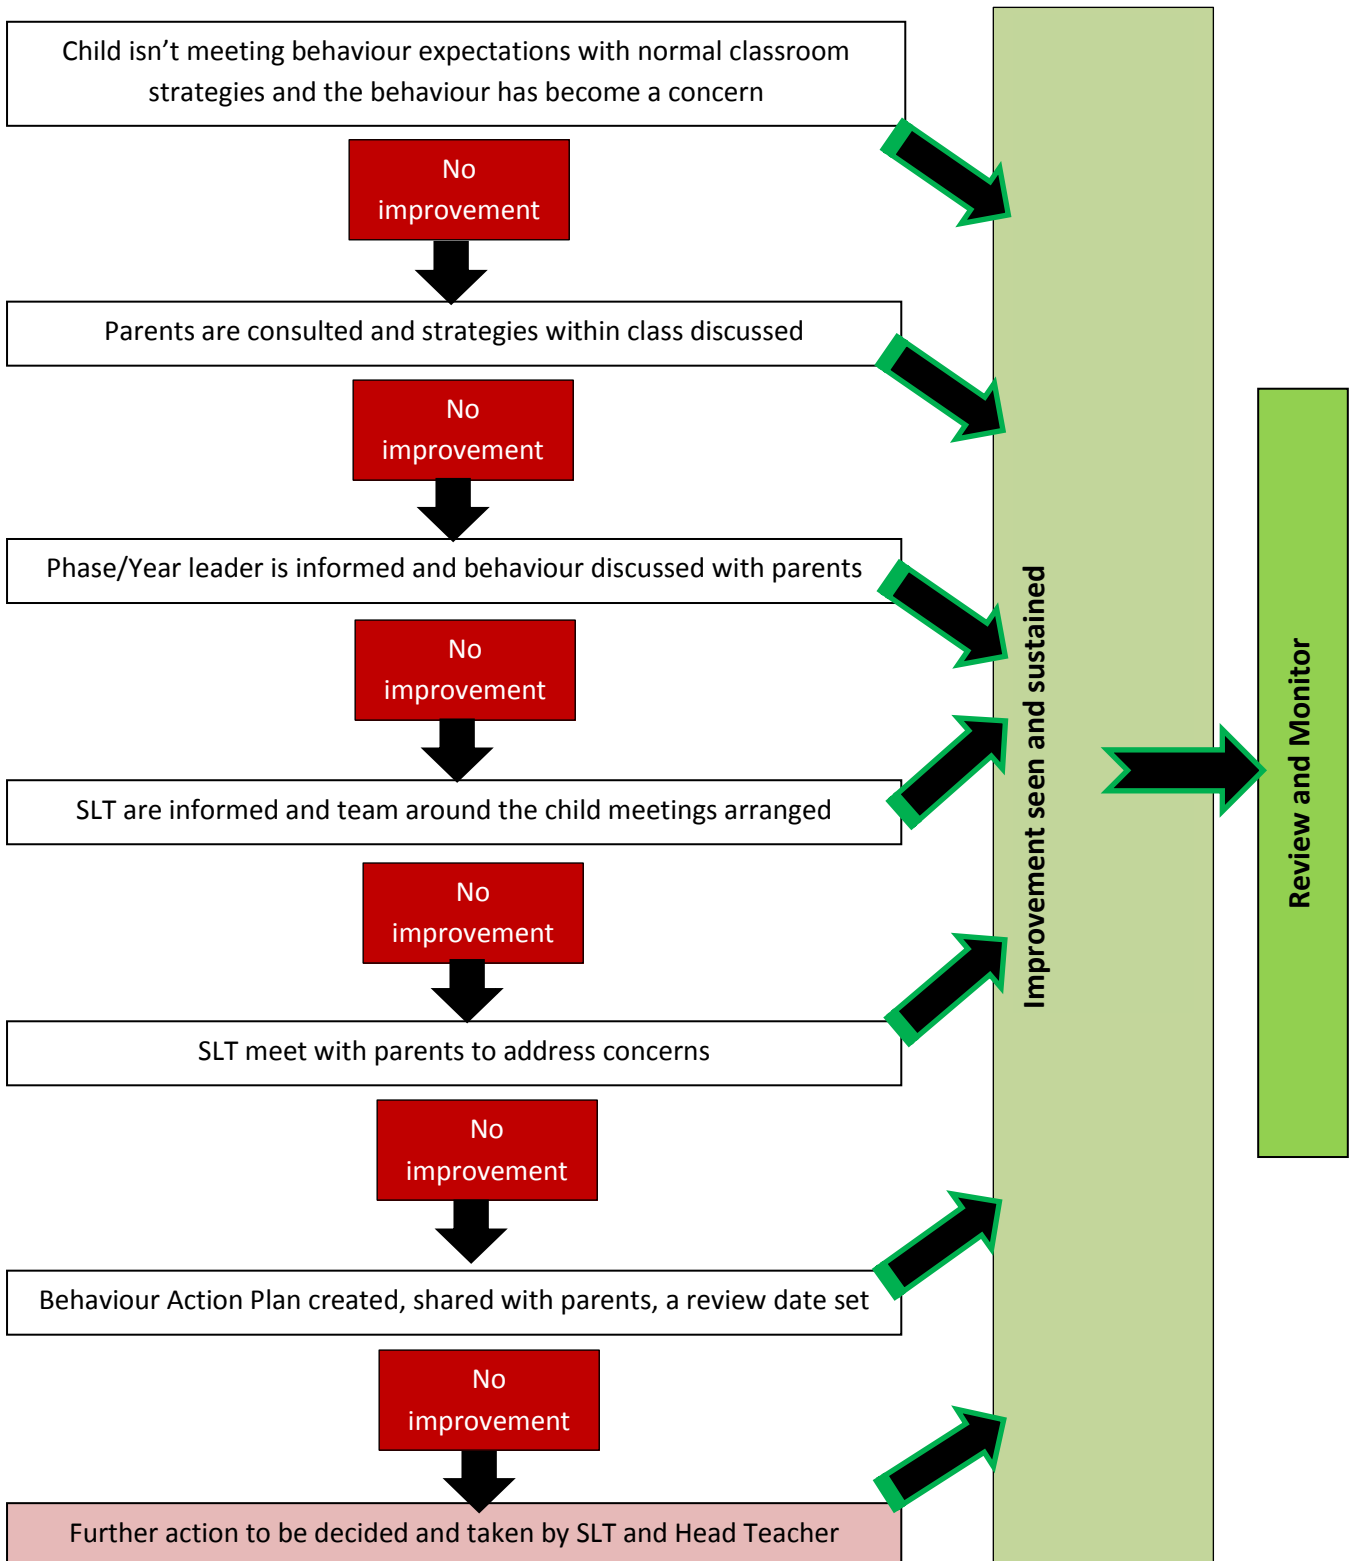 Child isn’t meeting behaviour expectations with normal classroom
strategies and the behaviour has become a concern
No
improvement
Parents are consulted and strategies within class discussed
No
improvement
Phase/Year leader is informed and behaviour discussed with parents
No
improvement
SLT are informed and team around the child meetings arranged
No
improvement
SLT meet with parents to address concerns
No
improvement
Behaviour Action Plan created, shared with parents, a review date set
No
improvement
Further action to be decided and taken by SLT and Head Teacher
Improvement seen and sustained
Review and Monitor